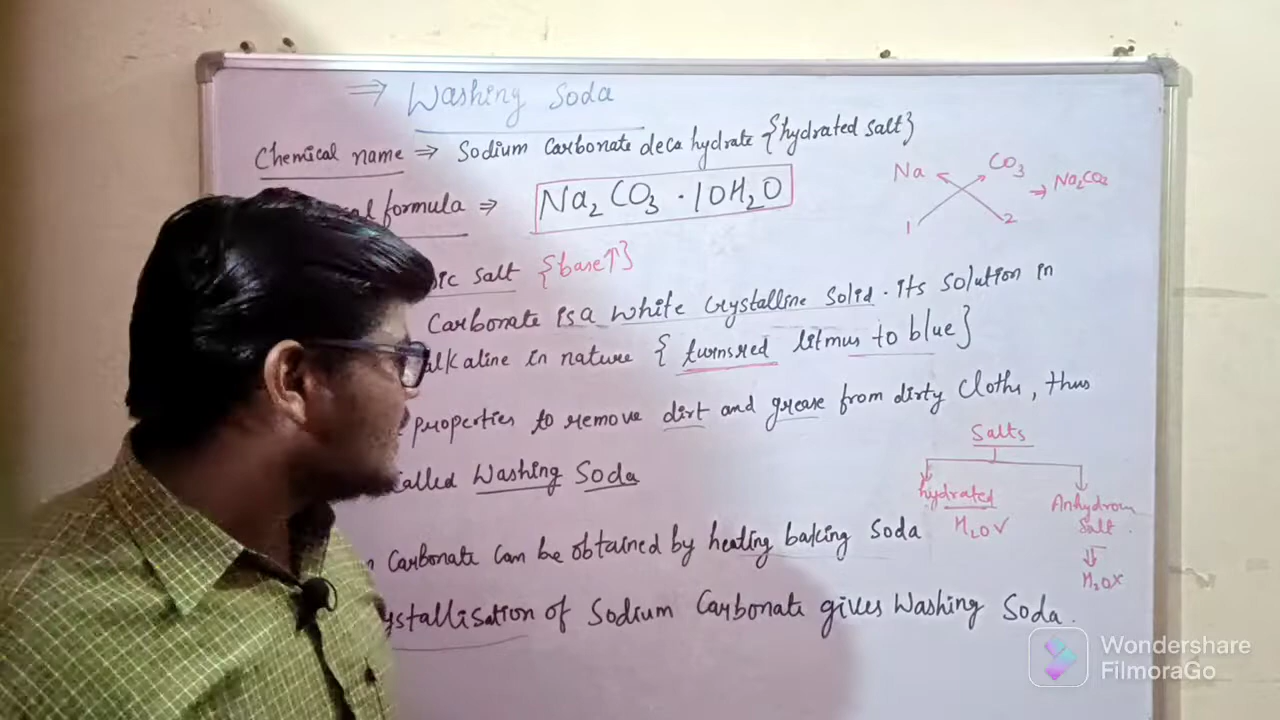 ⇒ Washing Soda
Chemical name ⇒ Sodium Carbonate deca hydrate {hydrated salt}
formula ⇒ Na₂CO₃ · 10H₂O
Na CO₃ → Na₂CO₃
1 2
Salt {base↑}
Carbonate is a white Crystalline Solid. Its solution in
alkaline in nature { turns red litmus to blue}
properties to remove dirt and grease from dirty Cloths, thus
Called Washing Soda
Salts
hydrated
H₂O ✓
Anhydrous
Salt.
H₂O X
Carbonate can be obtained by heating baking Soda
ystallisation of Sodium Carbonate gives Washing Soda.
Wondershare
FilmoraGo